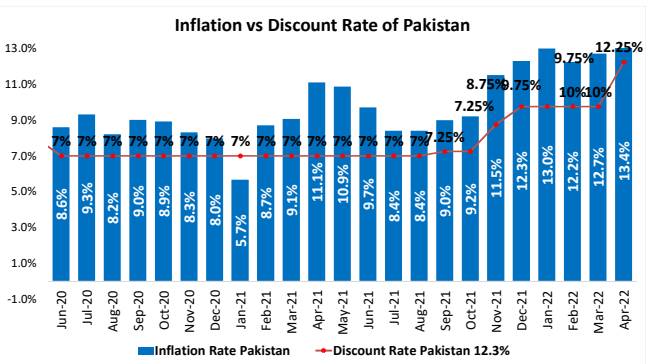 Inflation vs Discount Rate of Pakistan
13.0%
11.0%
9.0%
7.0%
5.0%
3.0%
1.0%
-1.0%
7% 7% 7% 7% 7% 7% 7% 7% 7% 7% 7% 7% 7% 7% 7% 7.25% 7.25% 8.75% 9.75% 10% 9.75% 10% 12.25%
8.6% 9.3% 8.2% 9.0% 8.9% 8.3% 8.0% 5.7% 8.7% 9.1% 11.1% 10.9% 9.7% 8.4% 8.4% 9.0% 9.2% 11.5% 12.3% 13.0% 12.2% 12.7% 13.4%
Jun-20 Jul-20 Aug-20 Sep-20 Oct-20 Nov-20 Dec-20 Jan-21 Feb-21 Mar-21 Apr-21 May-21 Jun-21 Jul-21 Aug-21 Sep-21 Oct-21 Nov-21 Dec-21 Jan-22 Feb-22 Mar-22 Apr-22
Inflation Rate Pakistan Discount Rate Pakistan 12.3%